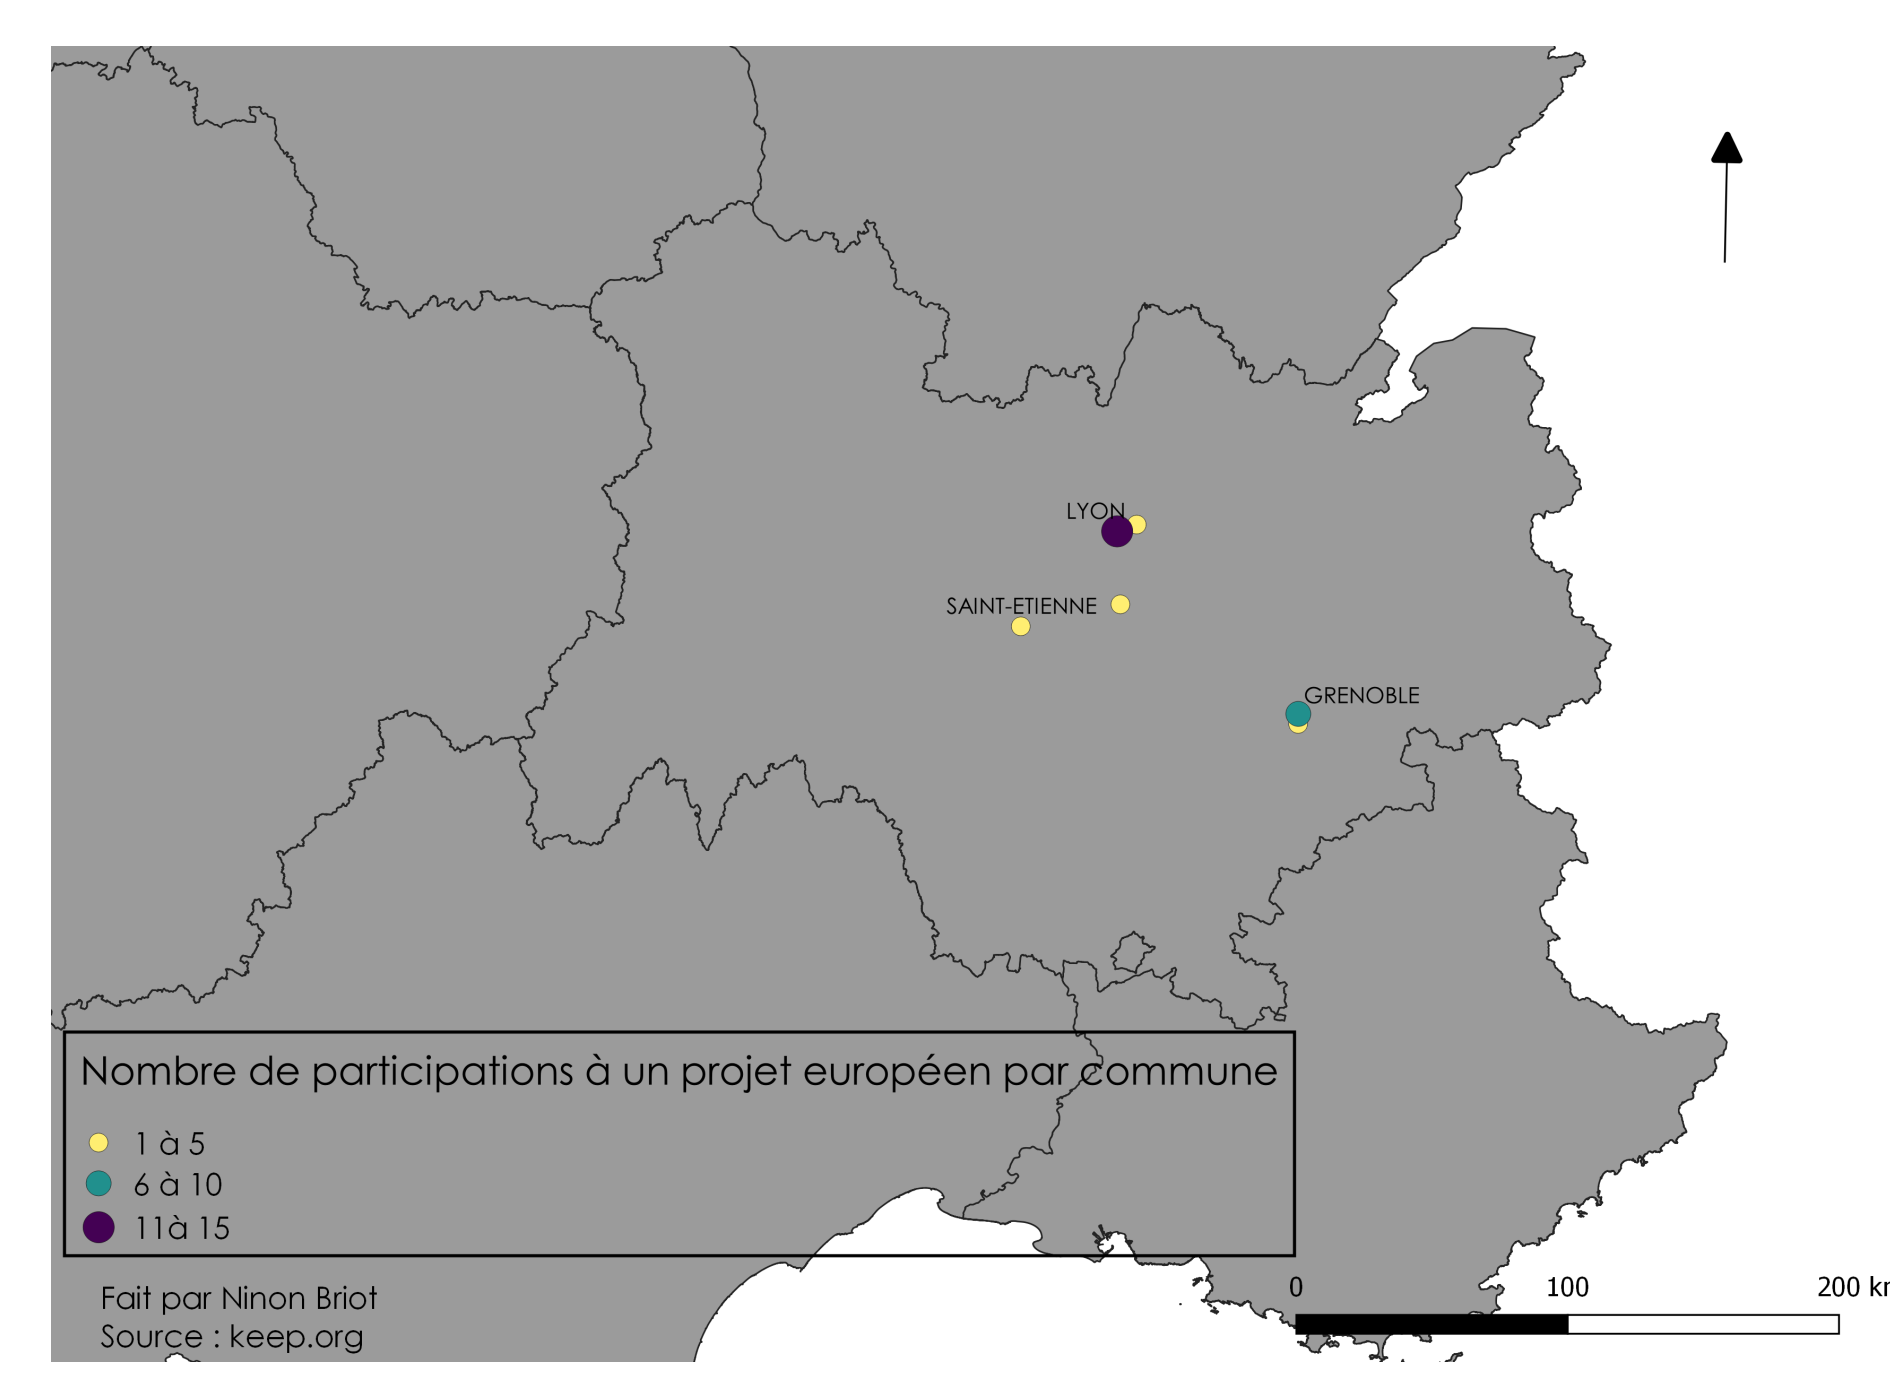 LYON
SAINT-ETIENNE
GRENOBLE
Nombre de participations à un projet européen par commune
1 à 5
6 à 10
11à 15
Fait par Ninon Briot
Source : keep.org
0 100 200 kr